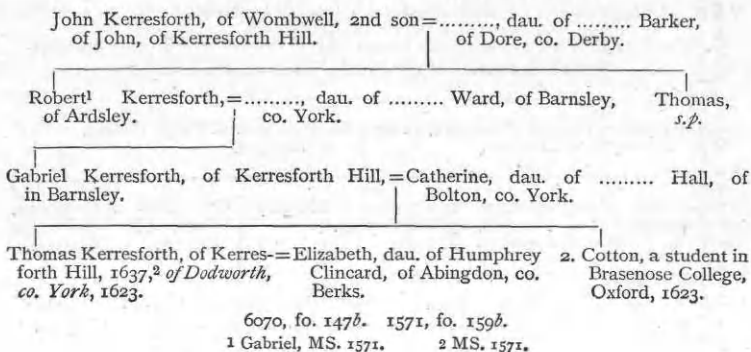 John Kerresforth, of Wombwell, 2nd son=........, dau. of ........ Barker,
of John, of Kerresforth Hill. of Dore, co. Derby.
Robert¹ Kerresforth,=........, dau. of ........ Ward, of Barnsley, Thomas,
of Ardsley. co. York. s.p.
Gabriel Kerresforth, of Kerresforth Hill,=Catherine, dau. of ........ Hall, of
in Barnsley. Bolton, co. York.
Thomas Kerresforth, of Kerres-=Elizabeth, dau. of Humphrey 2. Cotton, a student in
forth Hill, 1637,² of Dodworth, Clincard, of Abingdon, co. Brasenose College,
co. York, 1623. Berks. Oxford, 1623.
6070, fo. 147b. 1571, fo. 159b.
1 Gabriel, MS. 1571. 2 MS. 1571.